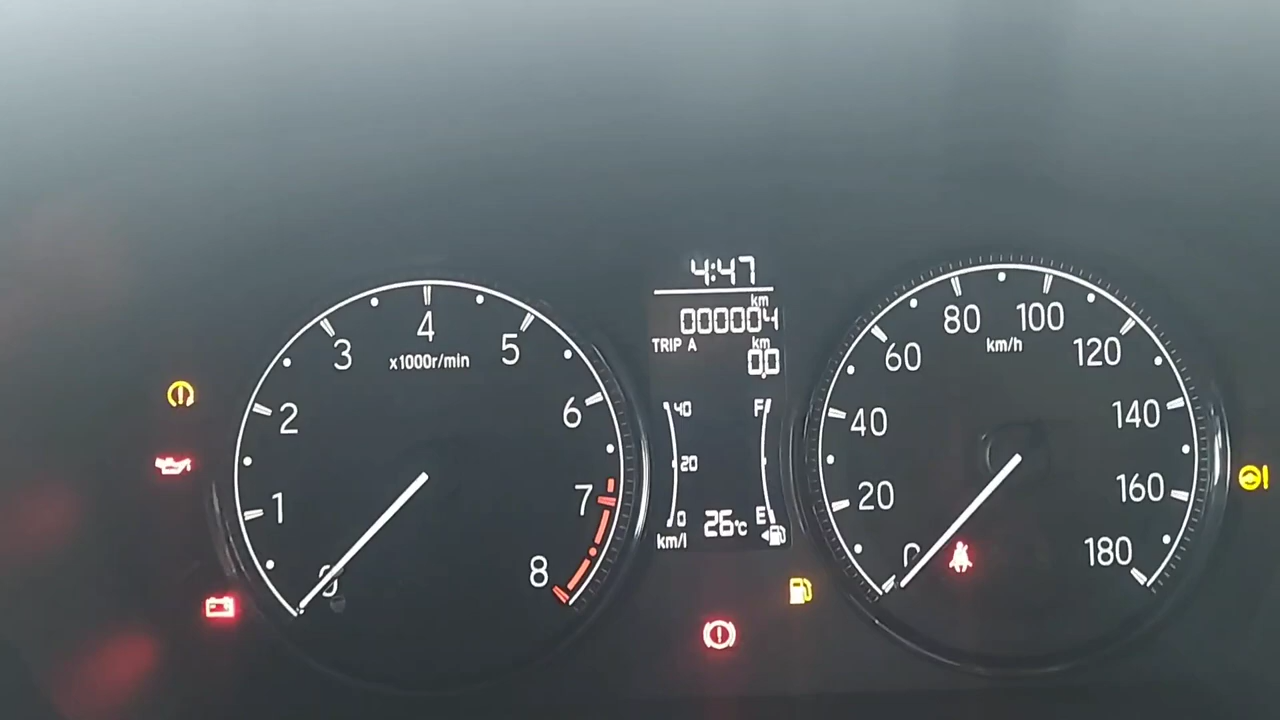 4:47
km
000004
TRIP A km
0.0
40 F
20
0 E
km/l 26°C
0 1 2 3 4 5 6 7 8
x1000r/min
0 20 40 60 80 100 120 140 160 180
km/h